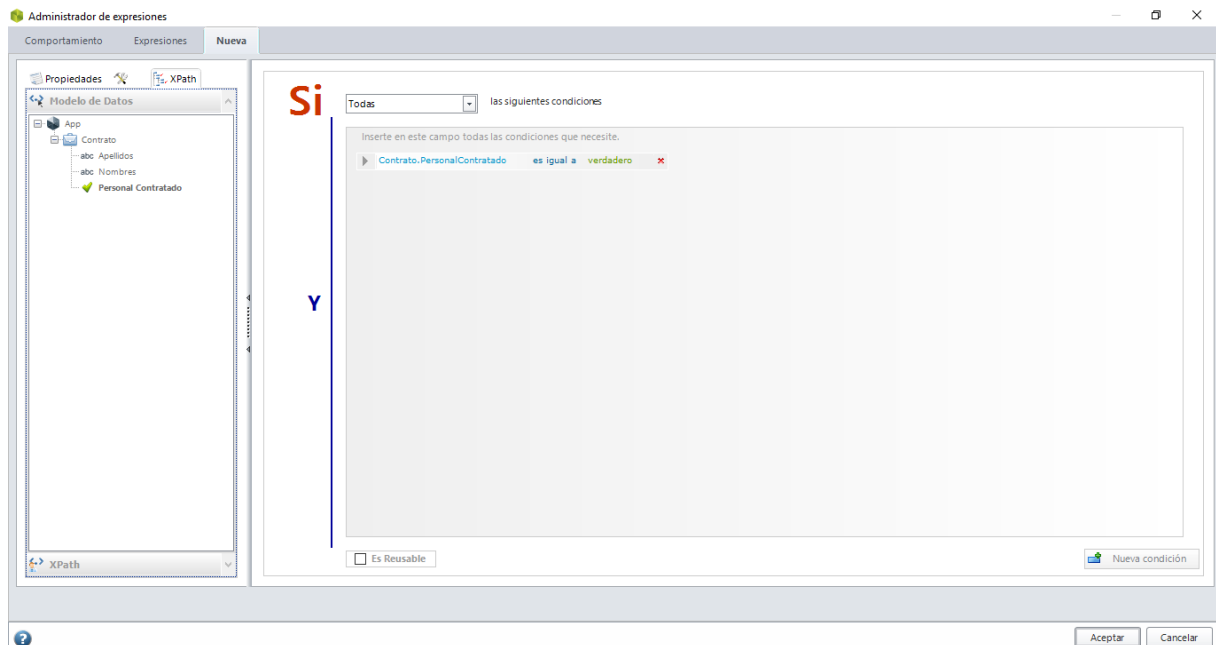 Administrador de expresiones
Comportamiento Expresiones Nueva
Propiedades XPath
Modelo de Datos
App
Contrato
abc Apellidos
abc Nombres
Personal Contratado
XPath
Si
Todas las siguientes condiciones
Inserte en este campo todas las condiciones que necesite.
Contrato.PersonalContratado es igual a verdadero
Y
Es Reusable
Nueva condición
Aceptar Cancelar